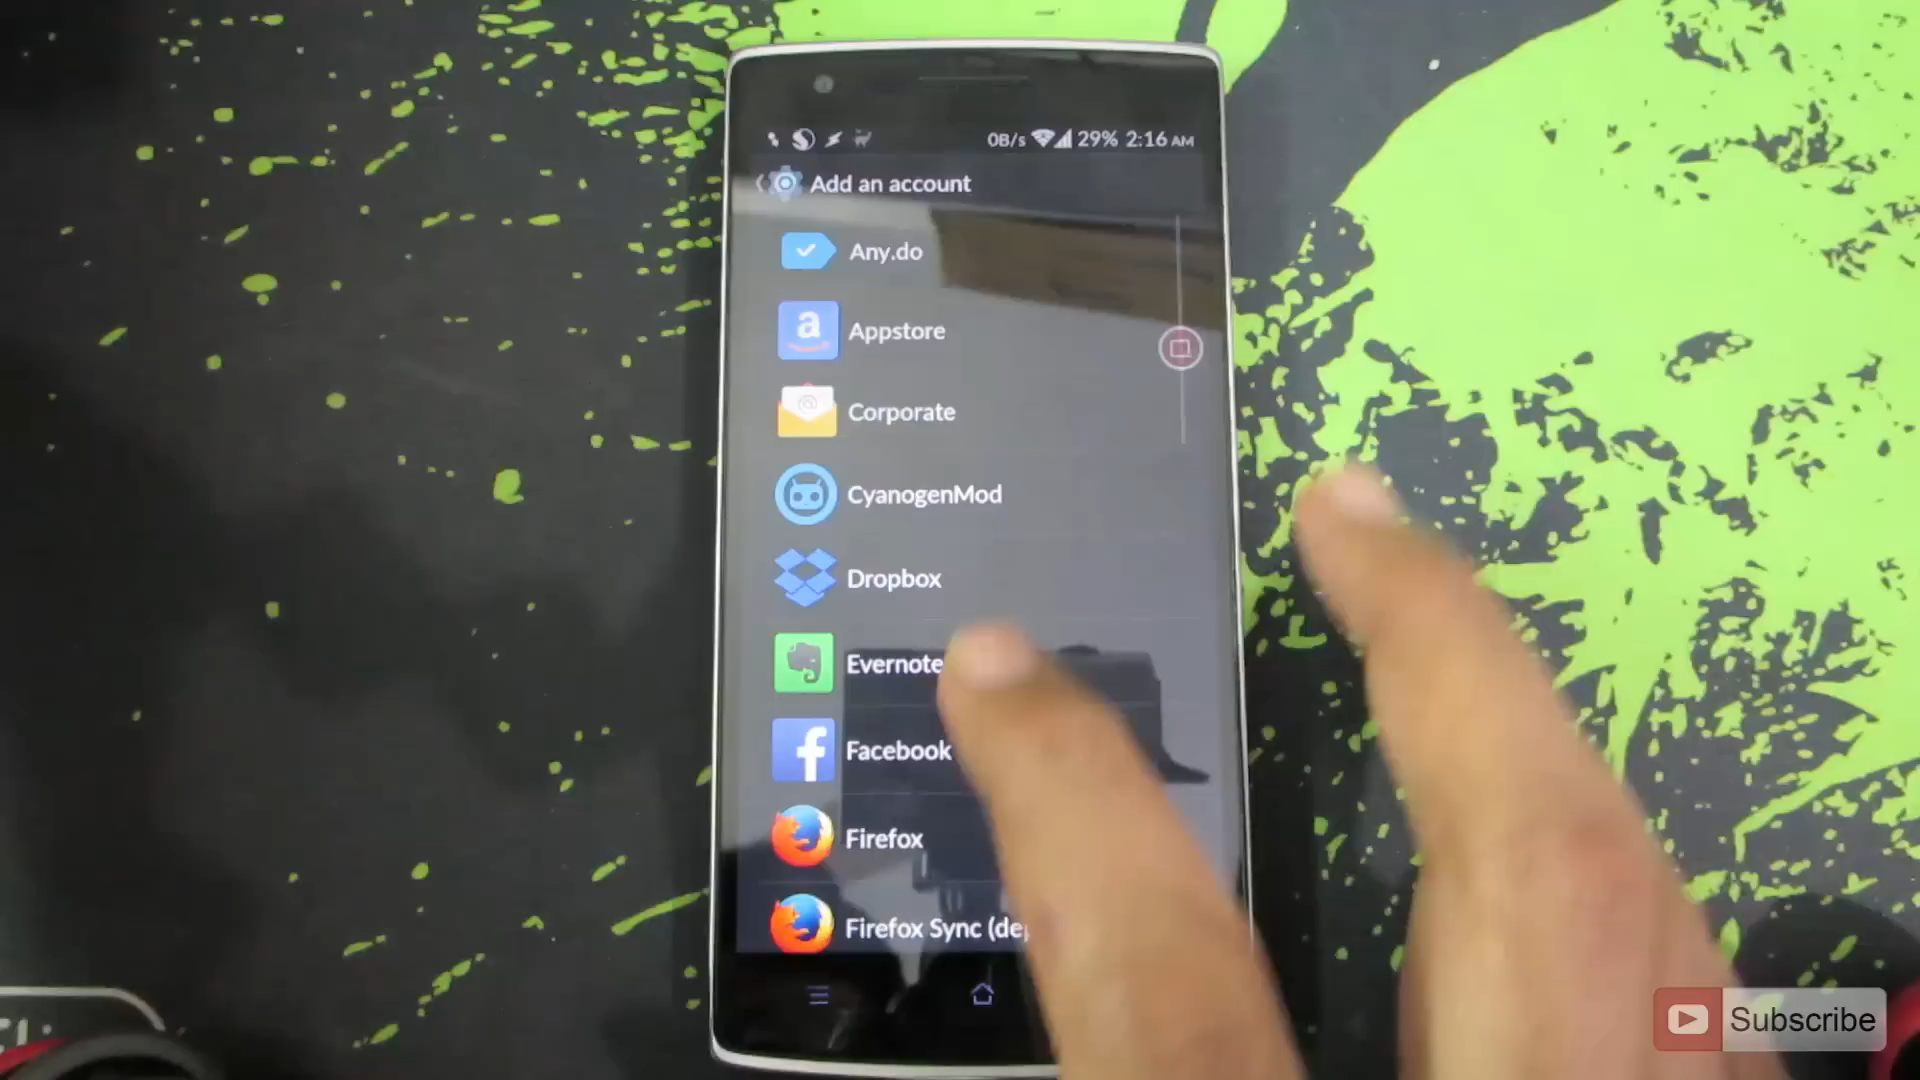 0B/s 29% 2:16 AM
Add an account
Any.do
Appstore
Corporate
CyanogenMod
Dropbox
Evernote
Facebook
Firefox
Firefox Sync (de
Subscribe